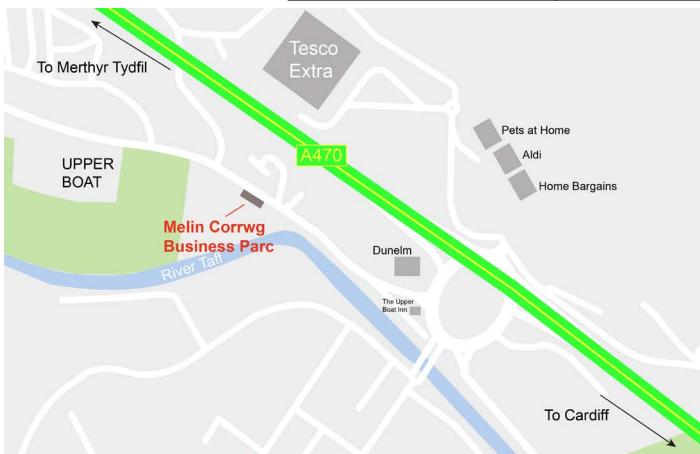 Tesco
Extra
To Merthyr Tydfil
Pets at Home
A470
Aldi
UPPER
BOAT
Home Bargains
Melin Corrwg
Business Parc
Dunelm
River Taff
The Upper
Boat Inn
To Cardiff